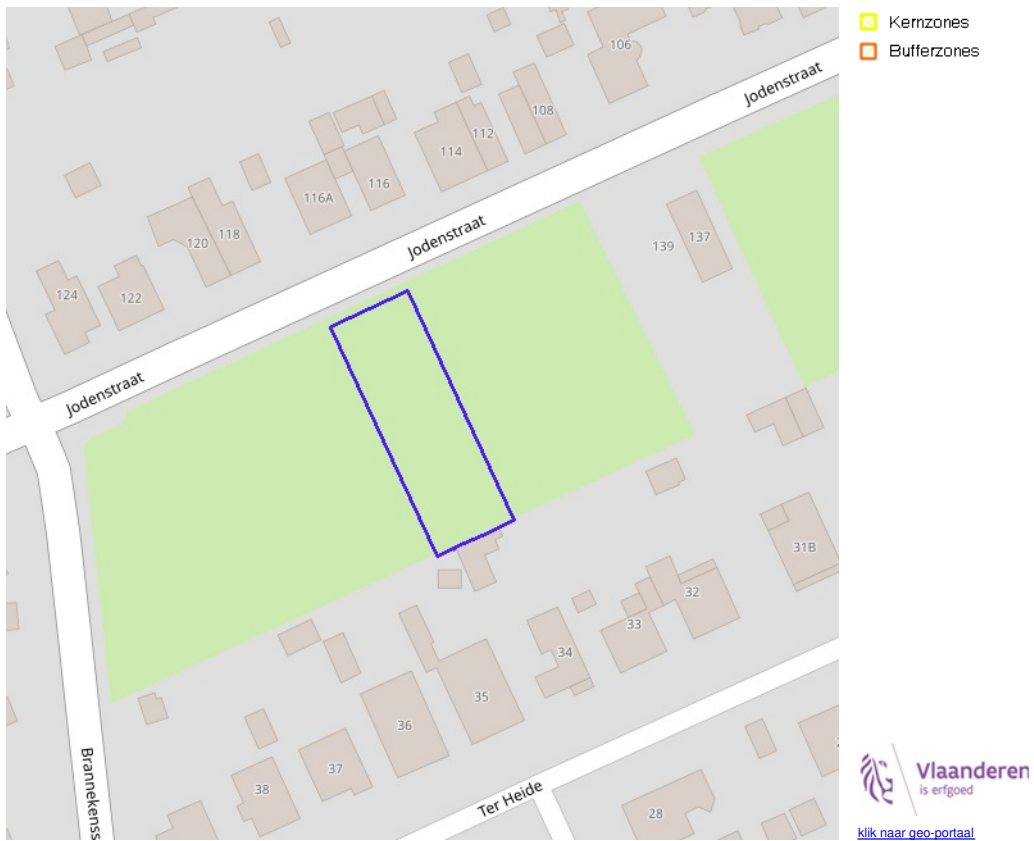 Kernzones
Bufferzones
106
Jodenstraat
108
112
114
116
116A
Jodenstraat
118
120
139
137
124
122
Jodenstraat
31B
32
33
34
35
36
37
38
Brannekenss
Ter Heide
28
Vlaanderen
is erfgoed
klik naar geo-portaal